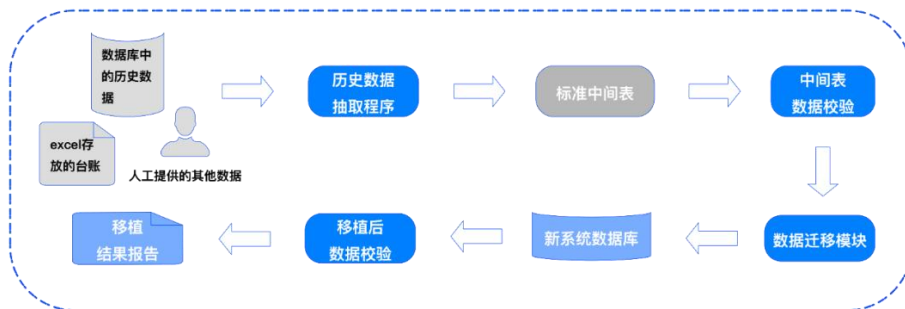 数据库中
的历史数
据
excel存
放的台账
人工提供的其他数据
历史数据
抽取程序
标准中间表
中间表
数据校验
数据迁移模块
新系统数据库
移植后
数据校验
移植
结果报告